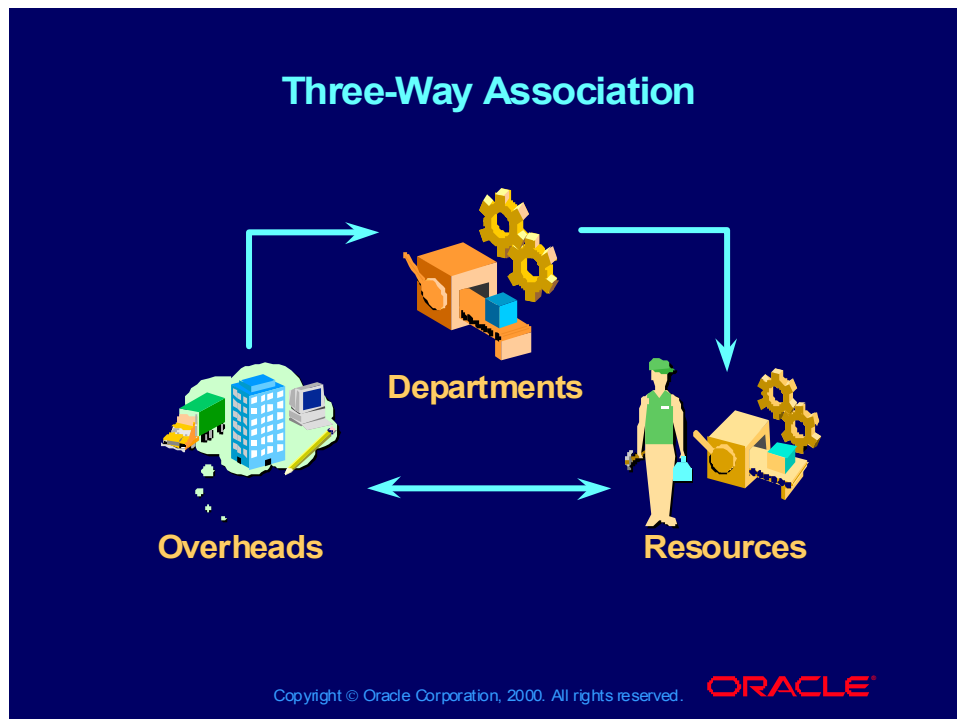 Three-Way Association
Departments
Overheads
Resources
Copyright © Oracle Corporation, 2000. All rights reserved.
ORACLE®